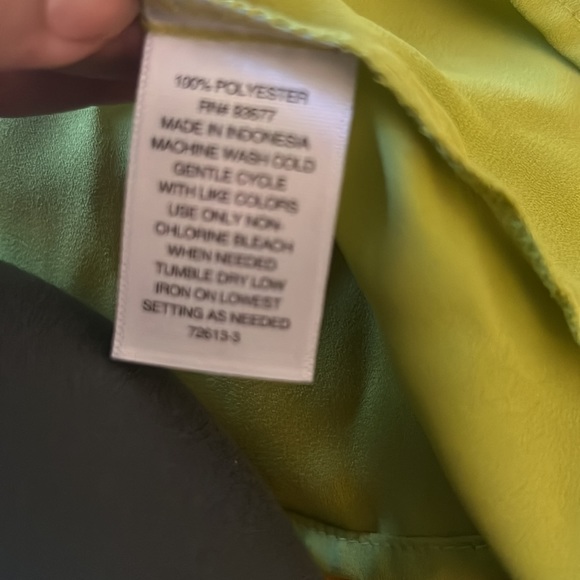 100% POLYESTER
RN# 93677
MADE IN INDONESIA
MACHINE WASH COLD
GENTLE CYCLE
WITH LIKE COLORS
USE ONLY NON-
CHLORINE BLEACH
WHEN NEEDED
TUMBLE DRY LOW
IRON ON LOWEST
SETTING AS NEEDED
72613-3